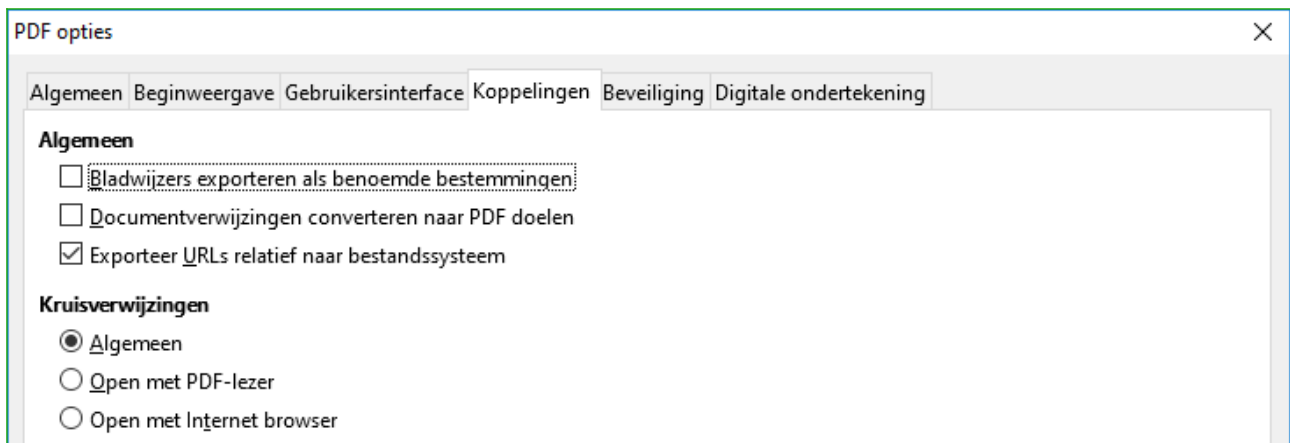 PDF opties
Algemeen Beginweergave Gebruikersinterface Koppelingen Beveiliging Digitale ondertekening
Algemeen
Bladwijzers exporteren als benoemde bestemmingen
Documentverwijzingen converteren naar PDF doelen
Exporteer URLs relatief naar bestandssysteem
Kruisverwijzingen
Algemeen
Open met PDF-lezer
Open met Internet browser